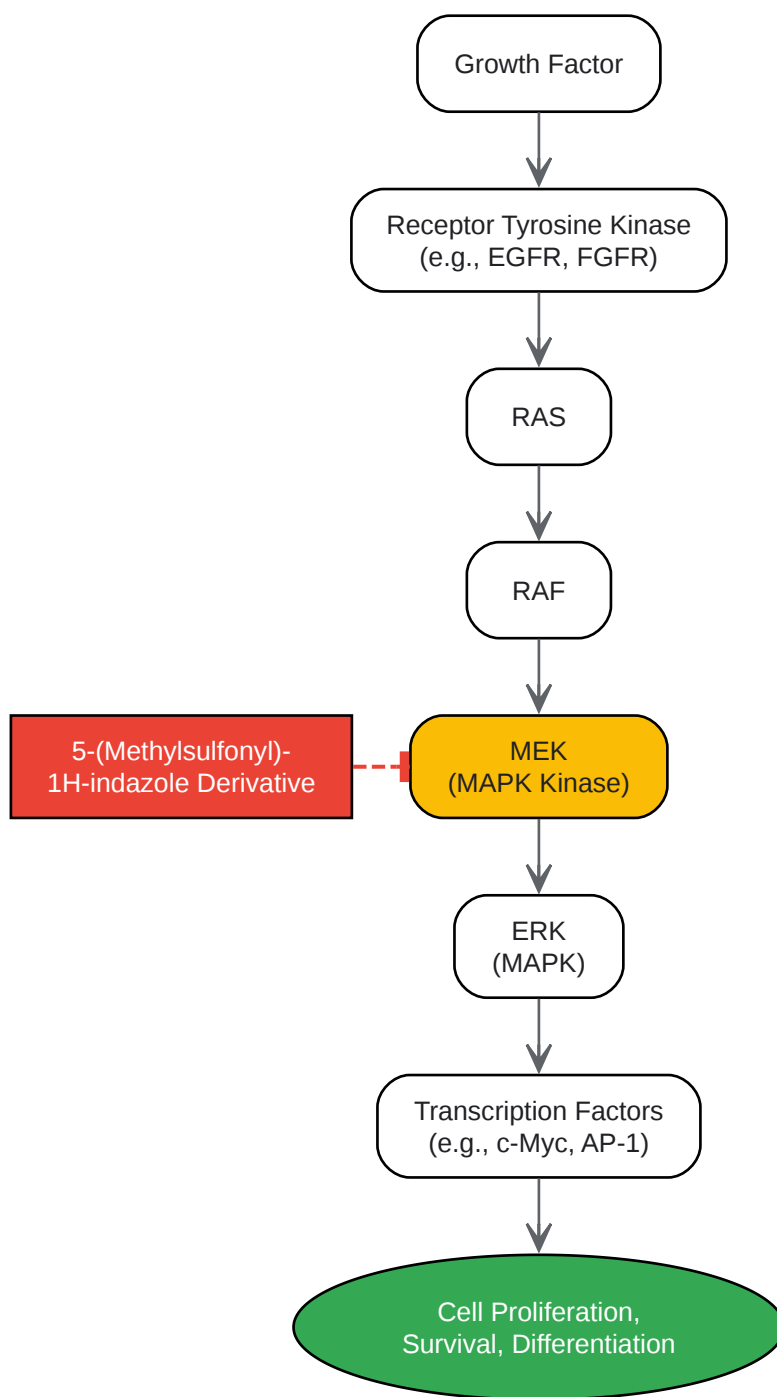 Growth Factor
Receptor Tyrosine Kinase
(e.g., EGFR, FGFR)
RAS
RAF
5-(Methylsulfonyl)-
1H-indazole Derivative
MEK
(MAPK Kinase)
ERK
(MAPK)
Transcription Factors
(e.g., c-Myc, AP-1)
Cell Proliferation,
Survival, Differentiation